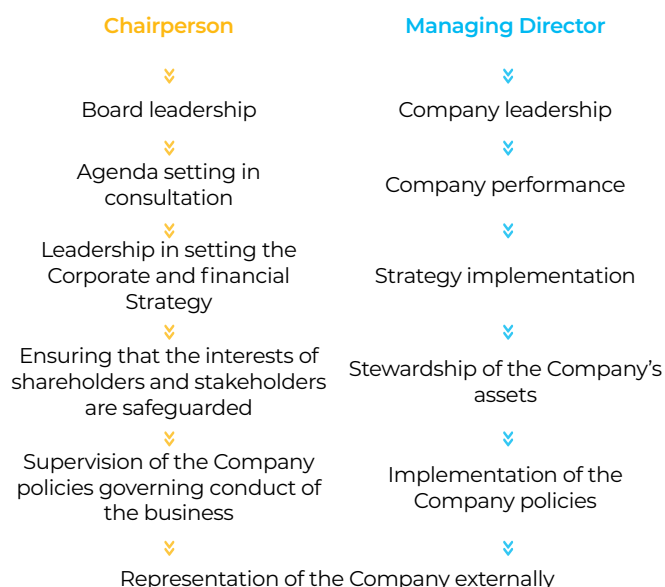 Chairperson
Managing Director
Board leadership
Company leadership
Agenda setting in
consultation
Company performance
Leadership in setting the
Corporate and financial
Strategy
Strategy implementation
Ensuring that the interests of
shareholders and stakeholders
are safeguarded
Stewardship of the Company’s
assets
Supervision of the Company
policies governing conduct of
the business
Implementation of the
Company policies
Representation of the Company externally